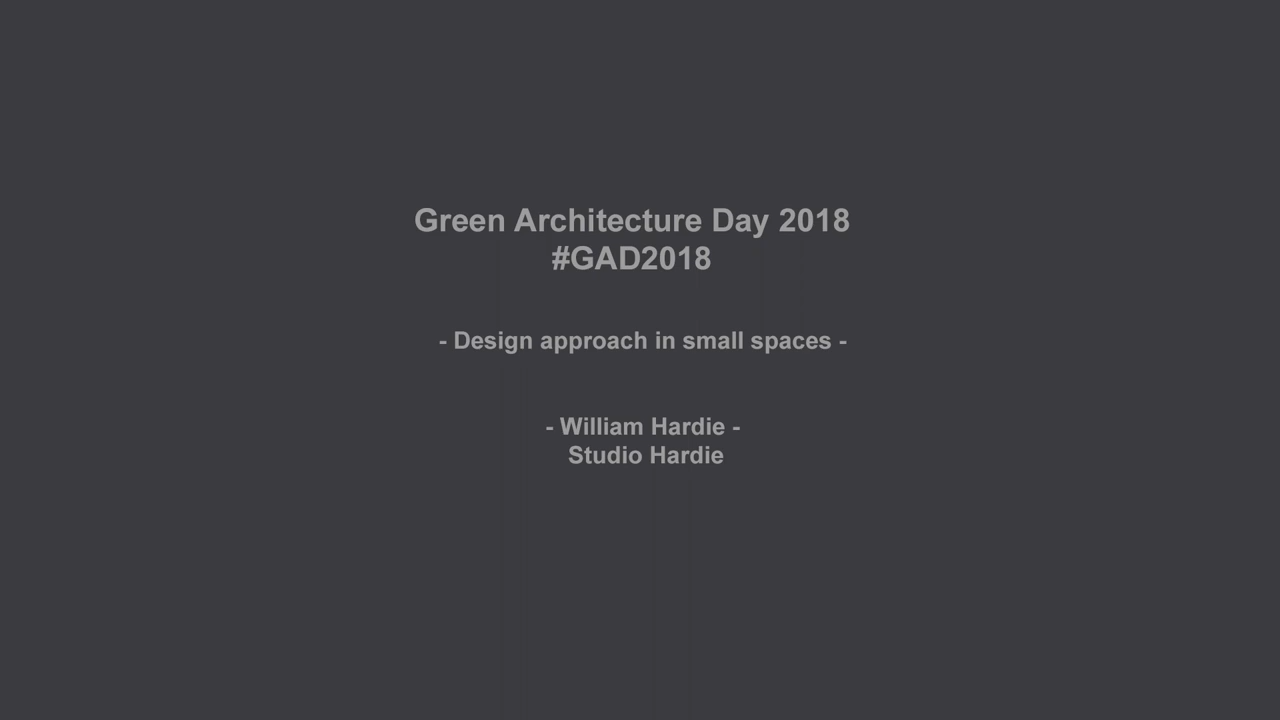 Green Architecture Day 2018
#GAD2018
- Design approach in small spaces -
- William Hardie -
Studio Hardie